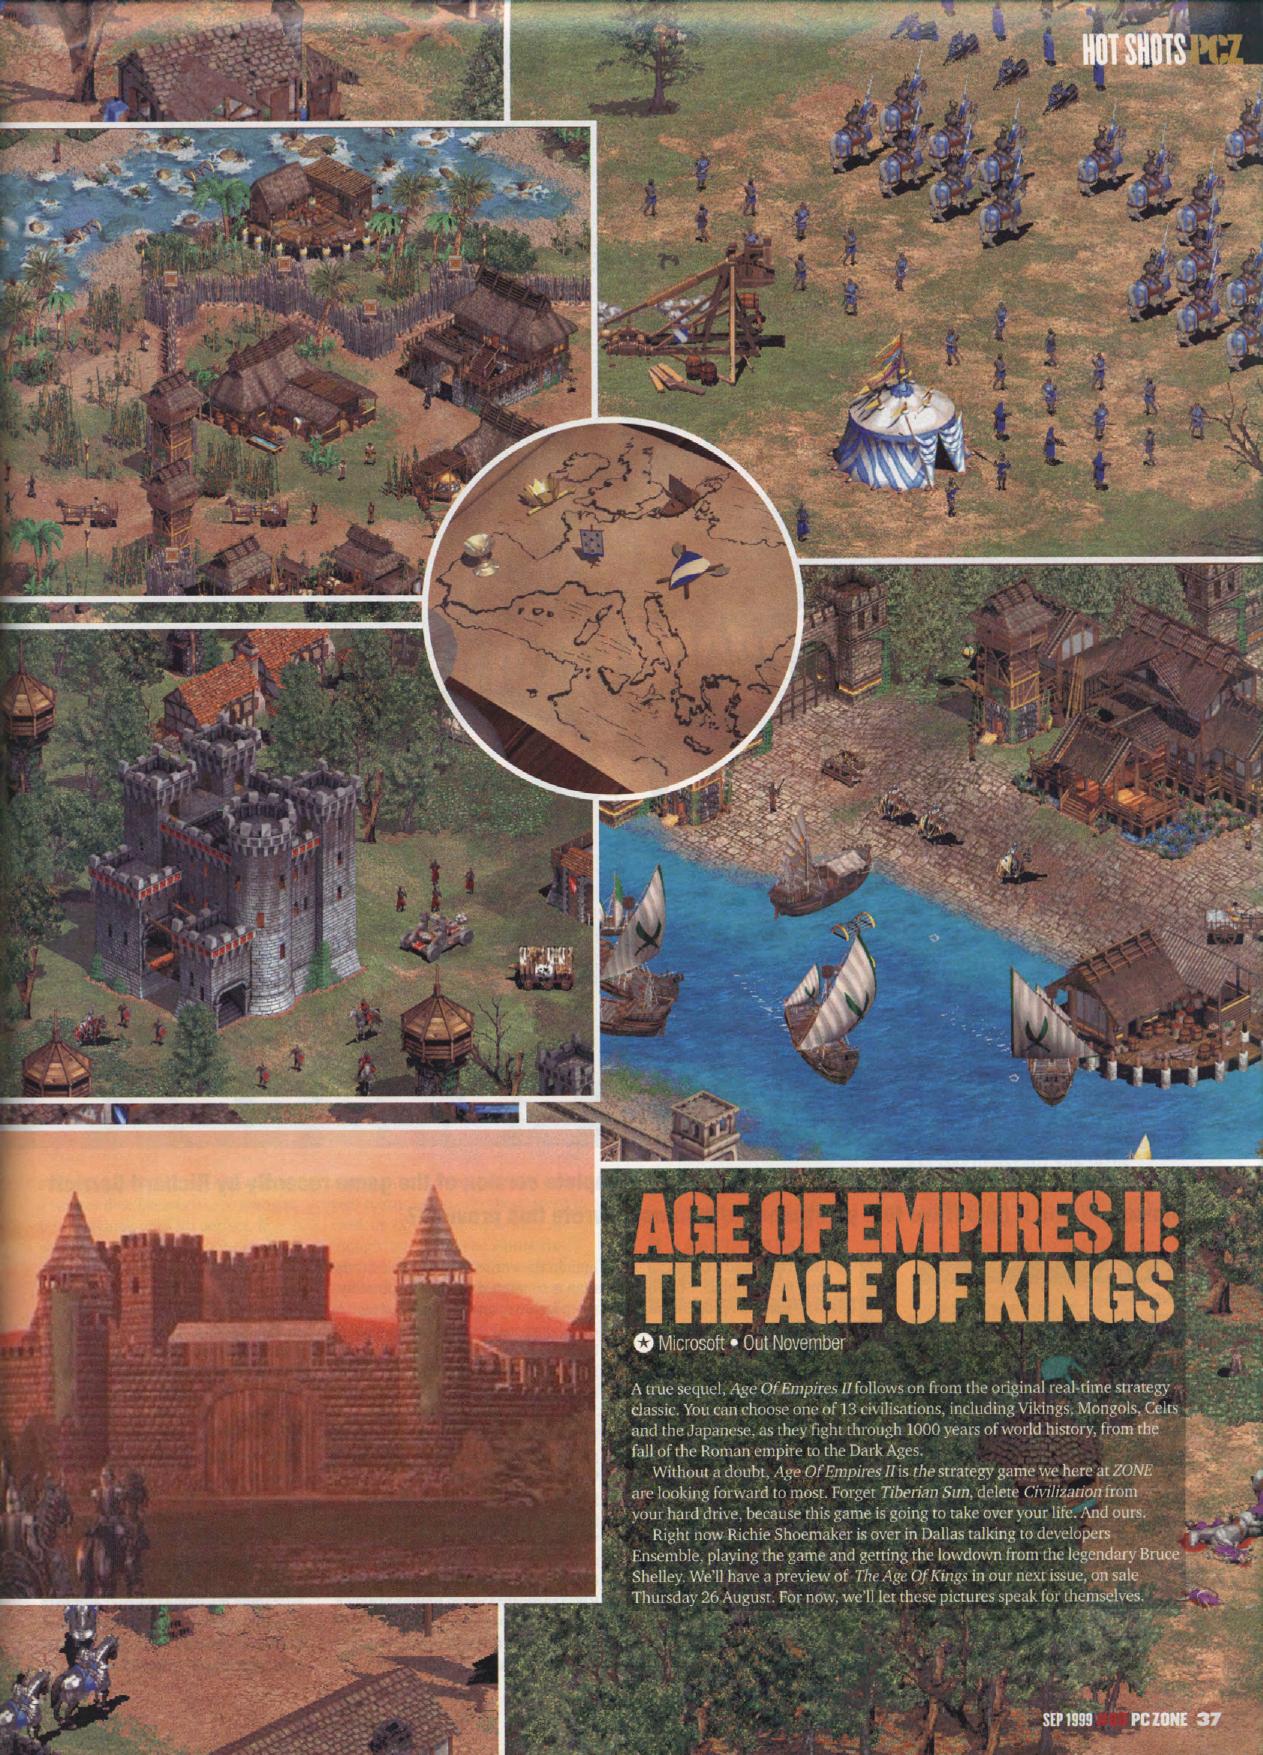 HOT SHOTS PCZ
AGE OF EMPIRES II:
THE AGE OF KINGS
Microsoft • Out November
A true sequel, Age Of Empires II follows on from the original real-time strategy
classic. You can choose one of 13 civilisations, including Vikings, Mongols, Celts
and the Japanese, as they fight through 1000 years of world history, from the
fall of the Roman empire to the Dark Ages.
Without a doubt, Age Of Empires II is the strategy game we here at ZONE
are looking forward to most. Forget Tiberian Sun, delete Civilization from
your hard drive, because this game is going to take over your life. And ours.
Right now Richie Shoemaker is over in Dallas talking to developers
Ensemble, playing the game and getting the lowdown from the legendary Bruce
Shelley. We'll have a preview of The Age Of Kings in our next issue, on sale
Thursday 26 August. For now, we'll let these pictures speak for themselves.
SEP 1999 PC ZONE 37